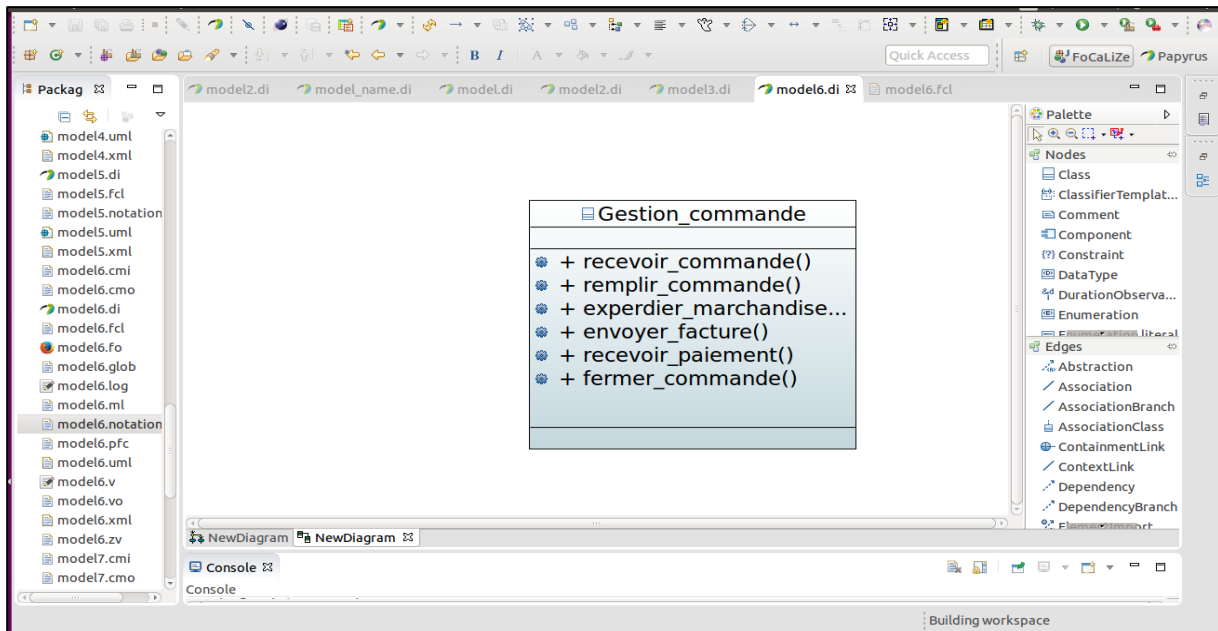 B I A Quick Access FoCaLiZe Papyrus
Packag model2.di model_name.di model.di model2.di model3.di model6.di model6.fcl
model4.uml
model4.xml
model5.di
model5.fcl
model5.notation
model5.uml
model5.xml
model6.cmi
model6.cmo
model6.di
model6.fcl
model6.fo
model6.glob
model6.log
model6.ml
model6.notation
model6.pfc
model6.uml
model6.v
model6.vo
model6.xml
model6.zv
model7.cmi
model7.cmo
Gestion_commande
+ recevoir_commande()
+ remplir_commande()
+ experdier_marchandise...
+ envoyer_facture()
+ recevoir_paiement()
+ fermer_commande()
Palette
Nodes
Class
ClassifierTemplat...
Comment
Component
{?} Constraint
DataType
DurationObserva...
Enumeration
Edges
Abstraction
Association
AssociationBranch
AssociationClass
ContainmentLink
ContextLink
Dependency
DependencyBranch
NewDiagram NewDiagram
Console
Console
Building workspace